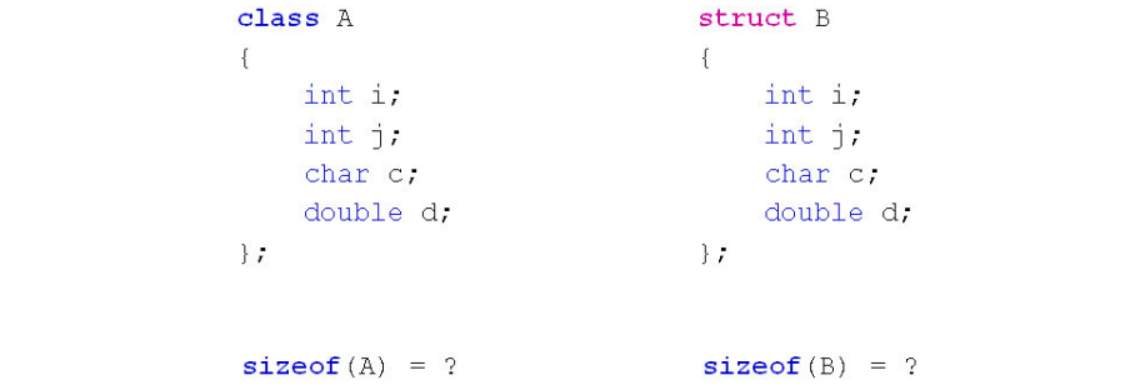 class A
{
    int i;
    int j;
    char c;
    double d;
};
sizeof(A) = ?
struct B
{
    int i;
    int j;
    char c;
    double d;
};
sizeof(B) = ?